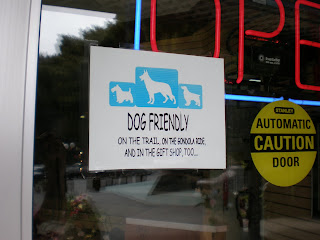 OPE
DOG FRIENDLY
ON THE TRAIL, ON THE GONDOLA RIDE,
AND IN THE GIFT SHOP, TOO...
STANLEY
AUTOMATIC
CAUTION
DOOR